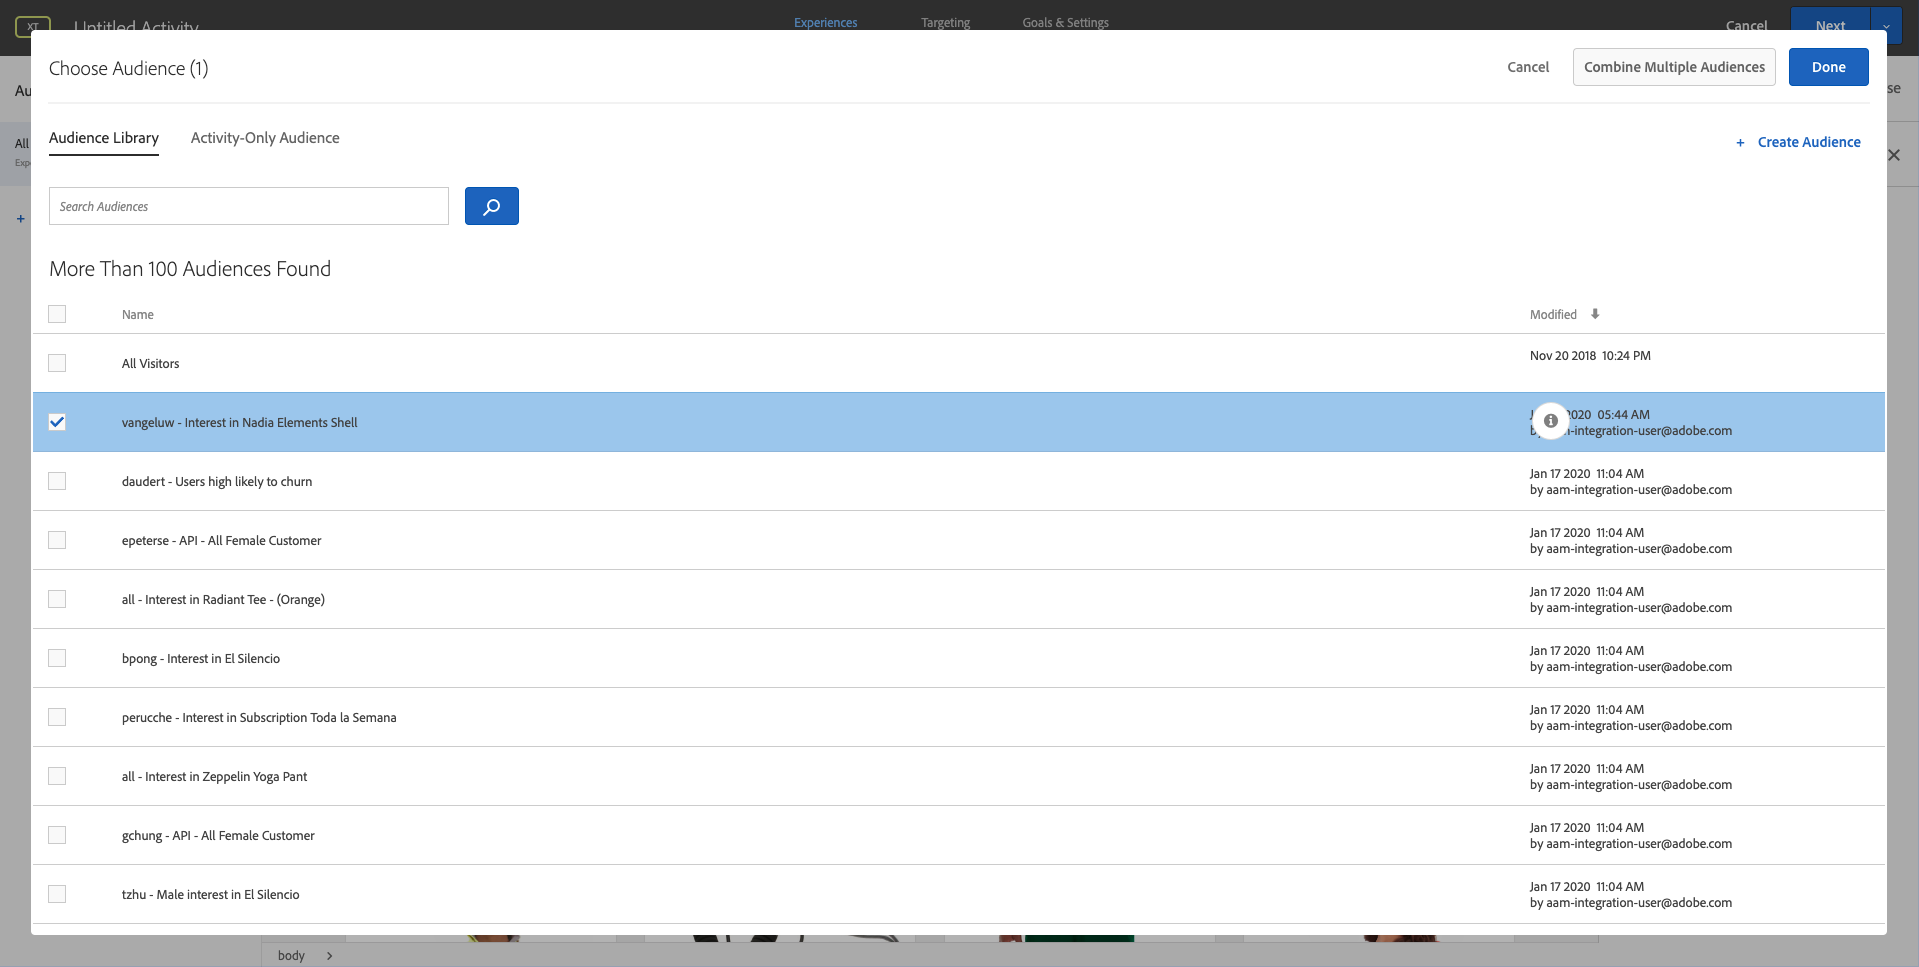 XT
Untitled Activity
Experiences
Targeting
Goals & Settings
Cancel
Next
Choose Audience (1)
Cancel
Combine Multiple Audiences
Done
Audience Library
Activity-Only Audience
+ Create Audience
All
+
Search Audiences
More Than 100 Audiences Found
Name
Modified
All Visitors
Nov 20 2018 10:24 PM
vangeluw - Interest in Nadia Elements Shell
2020 05:44 AM
-integration-user@adobe.com
daudert - Users high likely to churn
Jan 17 2020 11:04 AM
by aam-integration-user@adobe.com
epeterse - API - All Female Customer
Jan 17 2020 11:04 AM
by aam-integration-user@adobe.com
all - Interest in Radiant Tee - (Orange)
Jan 17 2020 11:04 AM
by aam-integration-user@adobe.com
bpong - Interest in El Silencio
Jan 17 2020 11:04 AM
by aam-integration-user@adobe.com
perucche - Interest in Subscription Toda la Semana
Jan 17 2020 11:04 AM
by aam-integration-user@adobe.com
all - Interest in Zeppelin Yoga Pant
Jan 17 2020 11:04 AM
by aam-integration-user@adobe.com
gchung - API - All Female Customer
Jan 17 2020 11:04 AM
by aam-integration-user@adobe.com
tzhu - Male interest in El Silencio
Jan 17 2020 11:04 AM
by aam-integration-user@adobe.com
body >